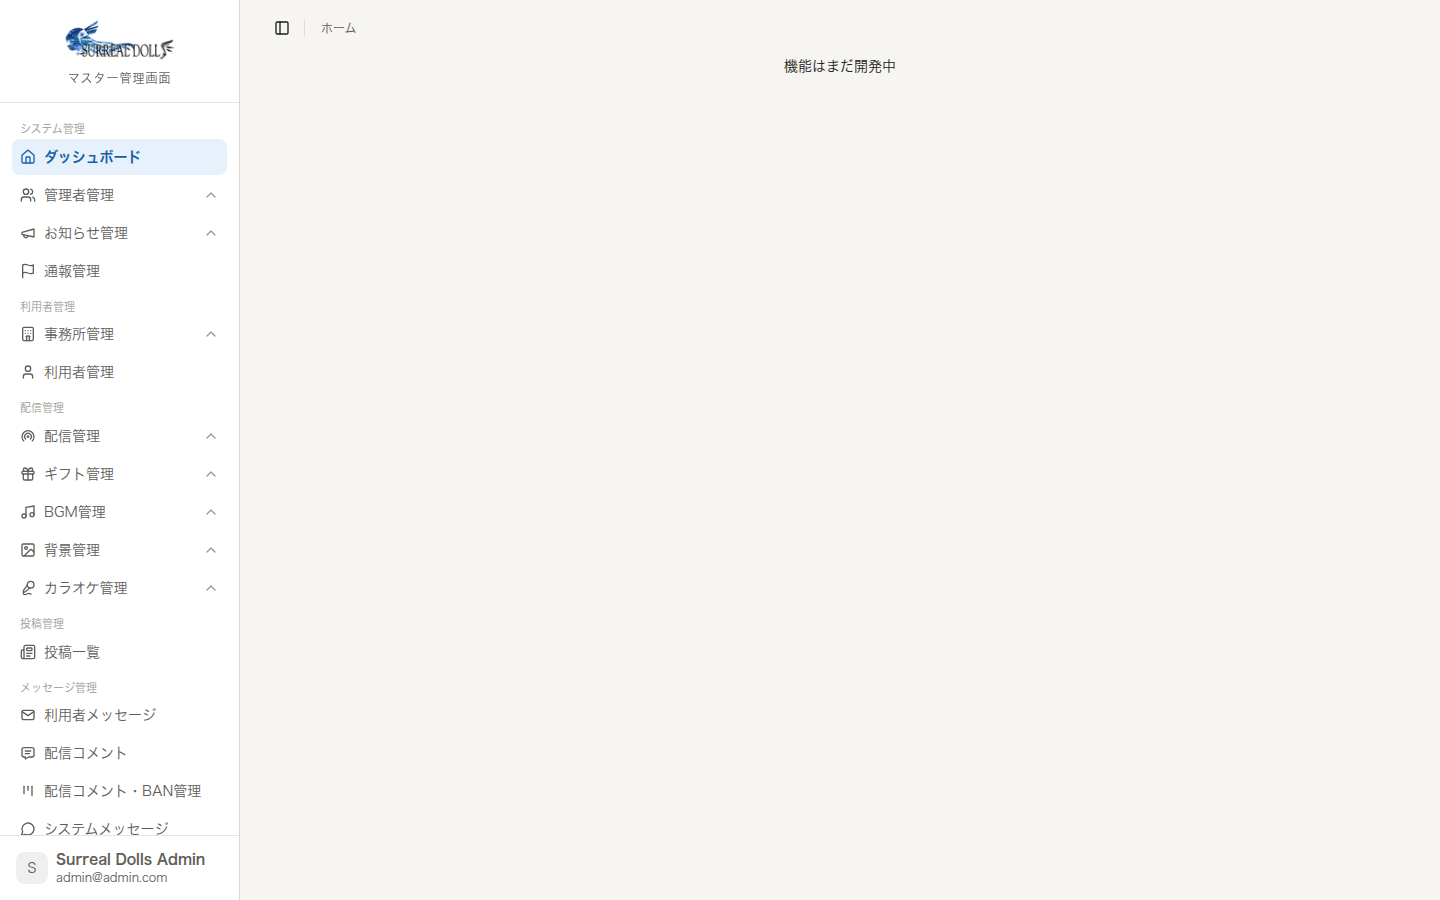 SURREAL DOLLS
マスター管理画面
システム管理
ダッシュボード
管理者管理
お知らせ管理
通報管理
利用者管理
事務所管理
利用者管理
配信管理
配信管理
ギフト管理
BGM管理
背景管理
カラオケ管理
投稿管理
投稿一覧
メッセージ管理
利用者メッセージ
配信コメント
配信コメント・BAN管理
システムメッセージ
S
Surreal Dolls Admin
admin@admin.com
ホーム
機能はまだ開発中